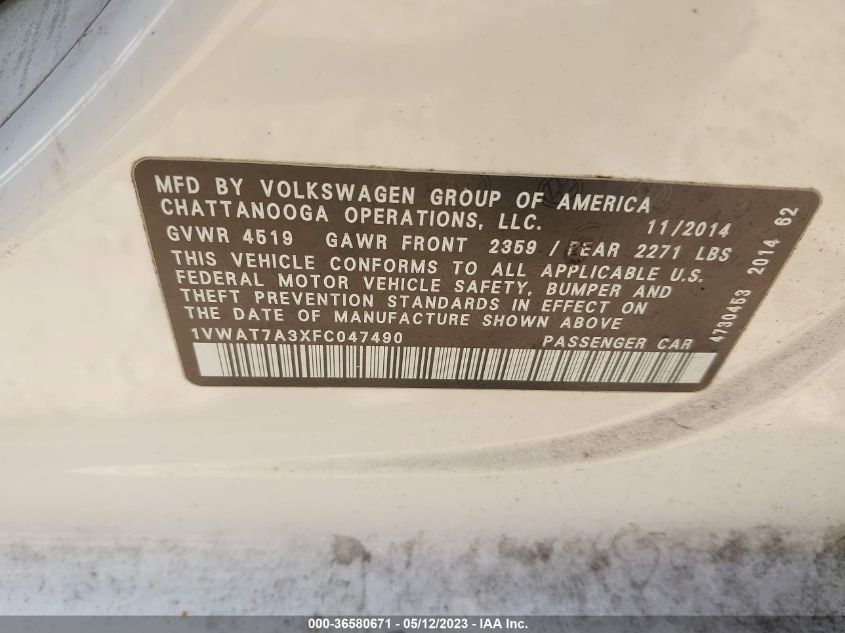 MFD BY VOLKSWAGEN GROUP OF AMERICA
CHATTANOOGA OPERATIONS, LLC. 11/2014
GVWR 4519 GAWR FRONT 2359 / REAR 2271 LBS
THIS VEHICLE CONFORMS TO ALL APPLICABLE U.S.
FEDERAL MOTOR VEHICLE SAFETY, BUMPER AND
THEFT PREVENTION STANDARDS IN EFFECT ON
THE DATE OF MANUFACTURE SHOWN ABOVE
1VWAT7A3XFC047490 PASSENGER CAR
4730453 2014 62
000-36580671 - 05/12/2023 - IAA Inc.